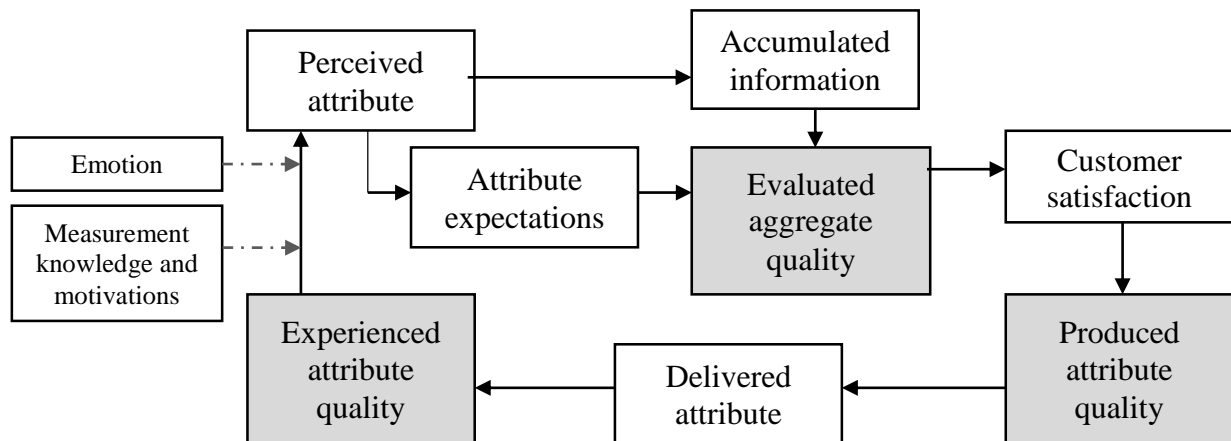 Perceived
attribute
Accumulated
information
Emotion
Attribute
expectations
Evaluated
aggregate
quality
Customer
satisfaction
Measurement
knowledge and
motivations
Experienced
attribute
quality
Delivered
attribute
Produced
attribute
quality